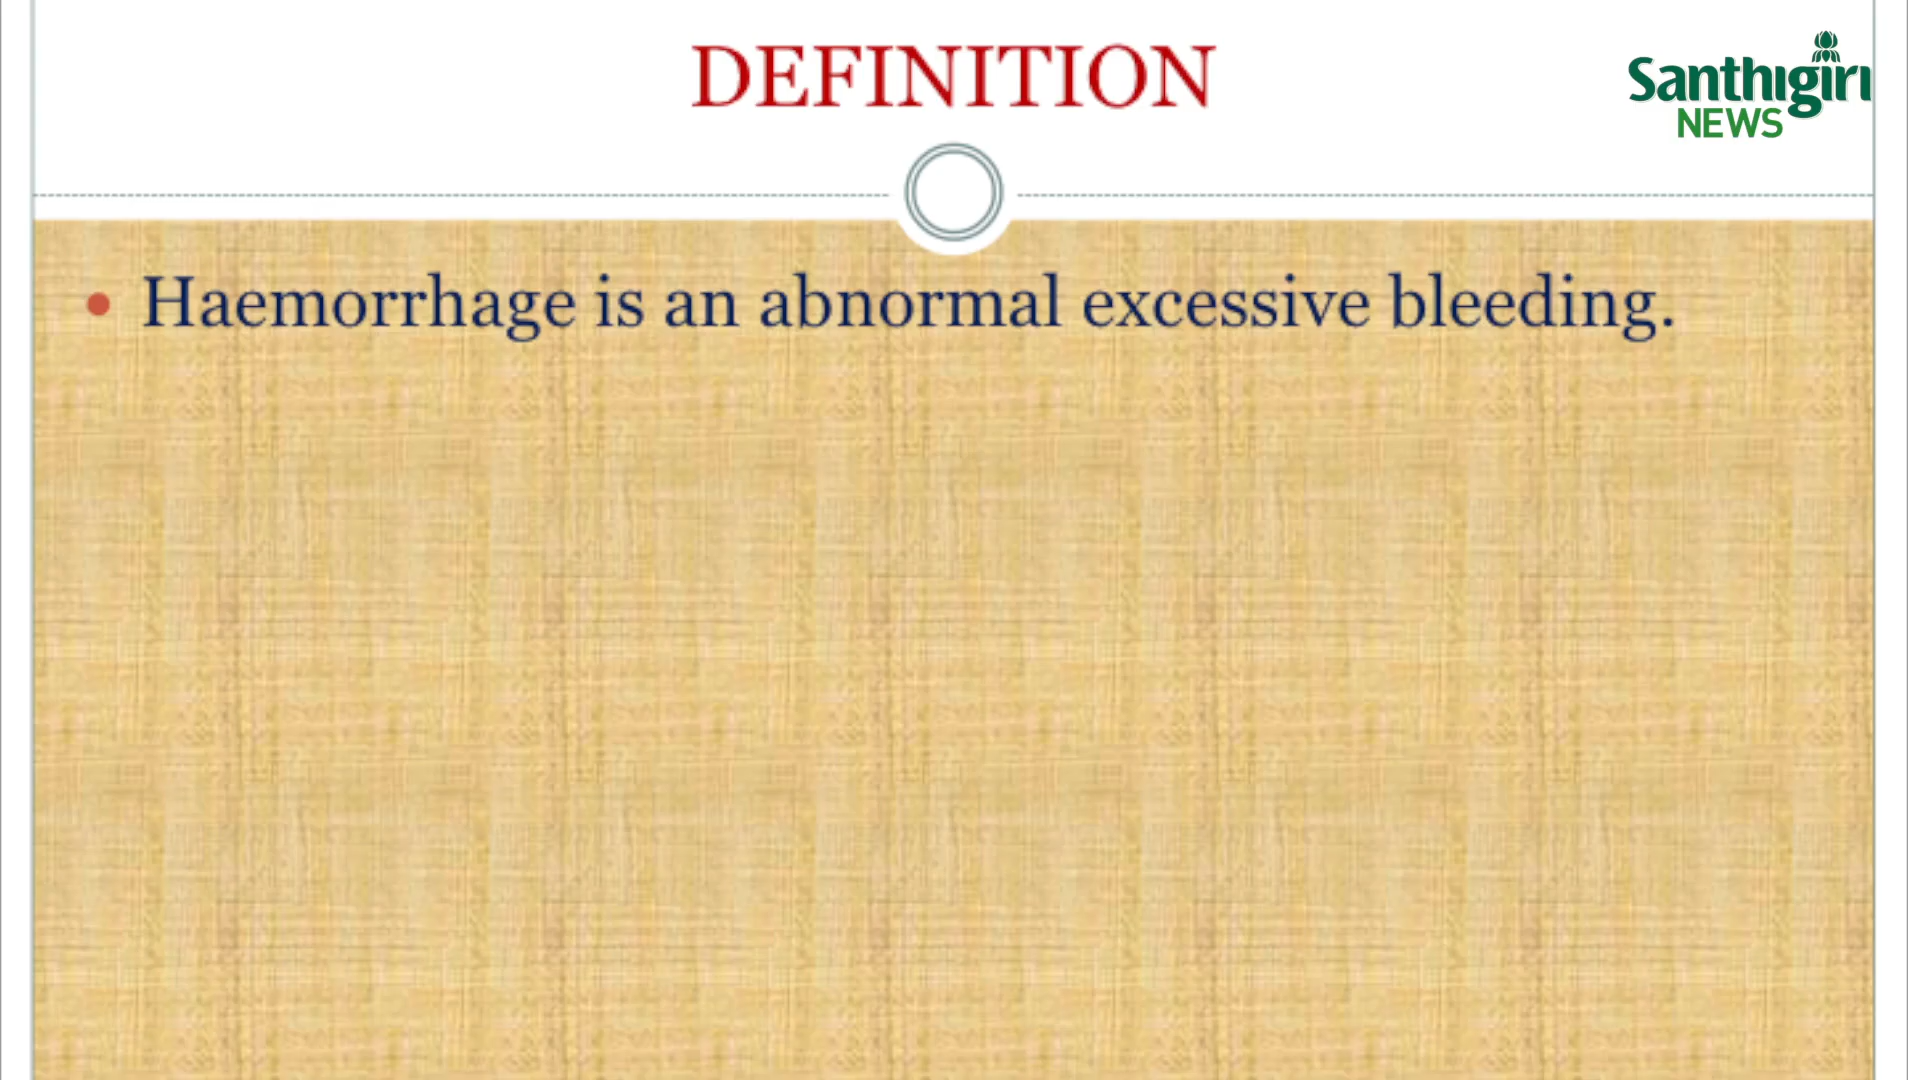 DEFINITION
Santhigiri
NEWS
• Haemorrhage is an abnormal excessive bleeding.